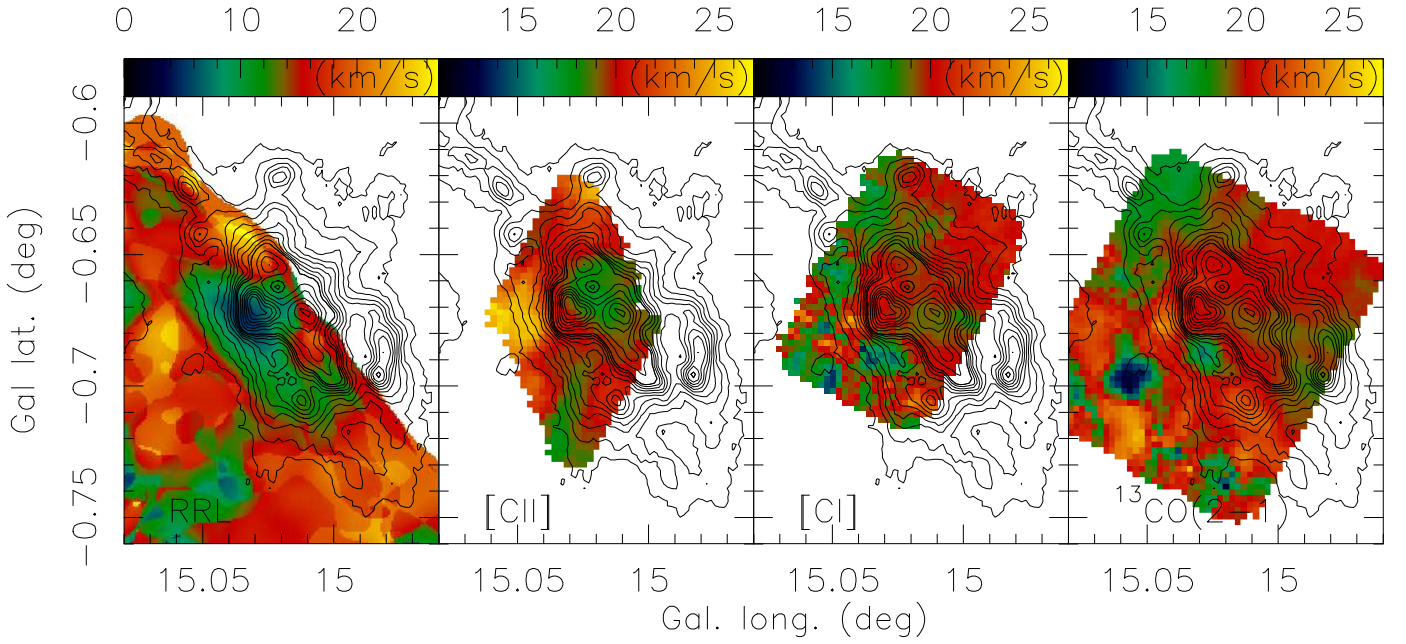 0 10 20 15 20 25 15 20 25 15 20 25
(km/s) (km/s) (km/s) (km/s)
−0.6
−0.65
−0.7
−0.75
Gal lat. (deg)
RRL [CII] [CI] ¹³CO(2−1)
15.05 15 15.05 15 15.05 15 15.05 15
Gal. long. (deg)